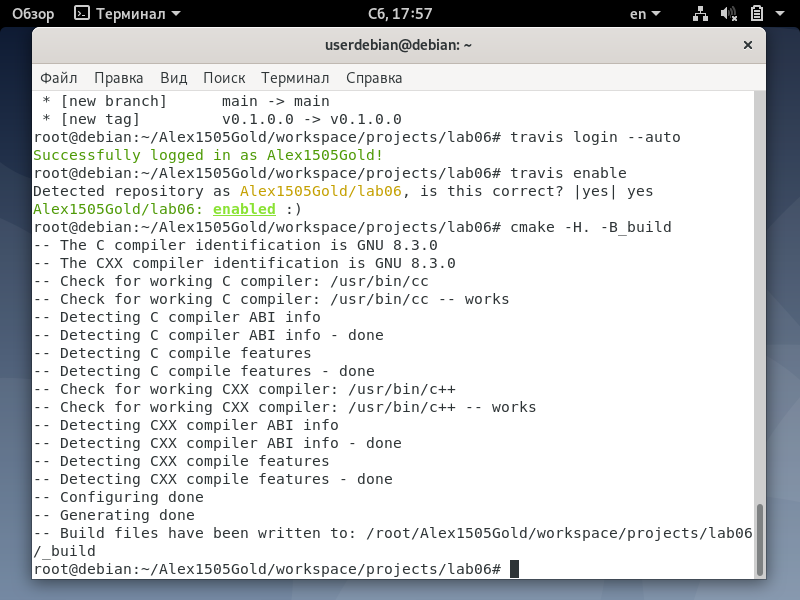 Обзор Терминал Сб, 17:57 en
userdebian@debian: ~ ×
Файл Правка Вид Поиск Терминал Справка
 * [new branch]      main -> main
 * [new tag]         v0.1.0.0 -> v0.1.0.0
root@debian:~/Alex1505Gold/workspace/projects/lab06# travis login --auto
Successfully logged in as Alex1505Gold!
root@debian:~/Alex1505Gold/workspace/projects/lab06# travis enable
Detected repository as Alex1505Gold/lab06, is this correct? |yes| yes
Alex1505Gold/lab06: enabled :)
root@debian:~/Alex1505Gold/workspace/projects/lab06# cmake -H. -B_build
-- The C compiler identification is GNU 8.3.0
-- The CXX compiler identification is GNU 8.3.0
-- Check for working C compiler: /usr/bin/cc
-- Check for working C compiler: /usr/bin/cc -- works
-- Detecting C compiler ABI info
-- Detecting C compiler ABI info - done
-- Detecting C compile features
-- Detecting C compile features - done
-- Check for working CXX compiler: /usr/bin/c++
-- Check for working CXX compiler: /usr/bin/c++ -- works
-- Detecting CXX compiler ABI info
-- Detecting CXX compiler ABI info - done
-- Detecting CXX compile features
-- Detecting CXX compile features - done
-- Configuring done
-- Generating done
-- Build files have been written to: /root/Alex1505Gold/workspace/projects/lab06
/_build
root@debian:~/Alex1505Gold/workspace/projects/lab06#